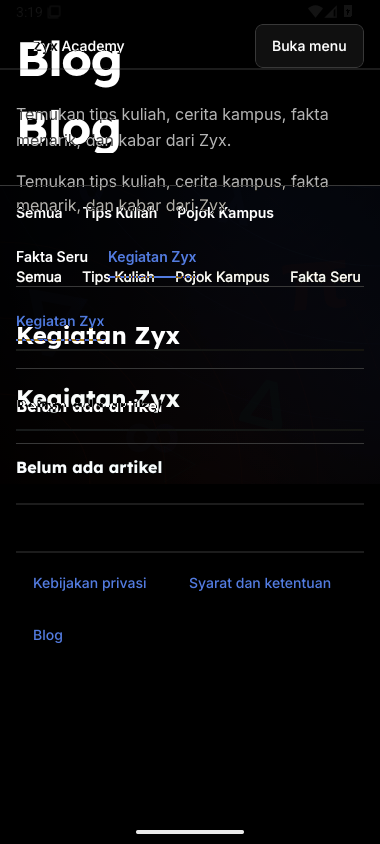 3:19
Zyx Academy
Buka menu
Blog
Blog
Temukan tips kuliah, cerita kampus, fakta
menarik, dan kabar dari Zyx.
Temukan tips kuliah, cerita kampus, fakta
menarik, dan kabar dari Zyx.
Semua Tips Kuliah Pojok Kampus
Fakta Seru Kegiatan Zyx
Semua Tips Kuliah Pojok Kampus Fakta Seru
Kegiatan Zyx
Kegiatan Zyx
Kegiatan Zyx
Belum ada artikel
Belum ada artikel
Kebijakan privasi Syarat dan ketentuan
Blog